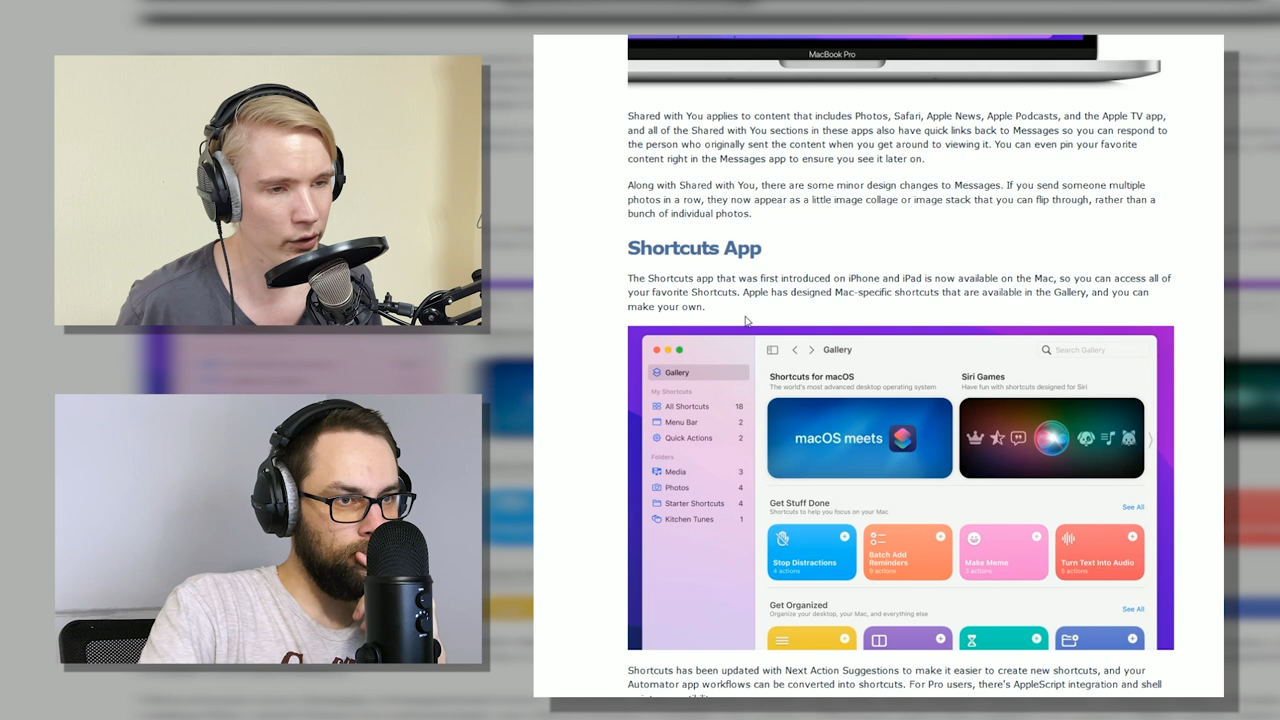 MacBook Pro
Shared with You applies to content that includes Photos, Safari, Apple News, Apple Podcasts, and the Apple TV app,
and all of the Shared with You sections in these apps also have quick links back to Messages so you can respond to
the person who originally sent the content when you get around to viewing it. You can even pin your favorite
content right in the Messages app to ensure you see it later on.
Along with Shared with You, there are some minor design changes to Messages. If you send someone multiple
photos in a row, they now appear as a little image collage or image stack that you can flip through, rather than a
bunch of individual photos.
Shortcuts App
The Shortcuts app that was first introduced on iPhone and iPad is now available on the Mac, so you can access all of
your favorite Shortcuts. Apple has designed Mac-specific shortcuts that are available in the Gallery, and you can
make your own.
Gallery
Search Gallery
Gallery
My Shortcuts
All Shortcuts 18
Menu Bar 2
Quick Actions 2
Folders
Media 3
Photos 4
Starter Shortcuts 4
Kitchen Tunes 1
Shortcuts for macOS
The world's most advanced desktop operating system
macOS meets
Siri Games
Have fun with shortcuts designed for Siri
Get Stuff Done
Shortcuts to help you focus on your Mac
See All
Stop Distractions
4 actions
Batch Add
Reminders
9 actions
Make Meme
3 actions
Turn Text Into Audio
5 actions
Get Organized
Organize your desktop, your Mac, and everything else
See All
Shortcuts has been updated with Next Action Suggestions to make it easier to create new shortcuts, and your
Automator app workflows can be converted into shortcuts. For Pro users, there's AppleScript integration and shell